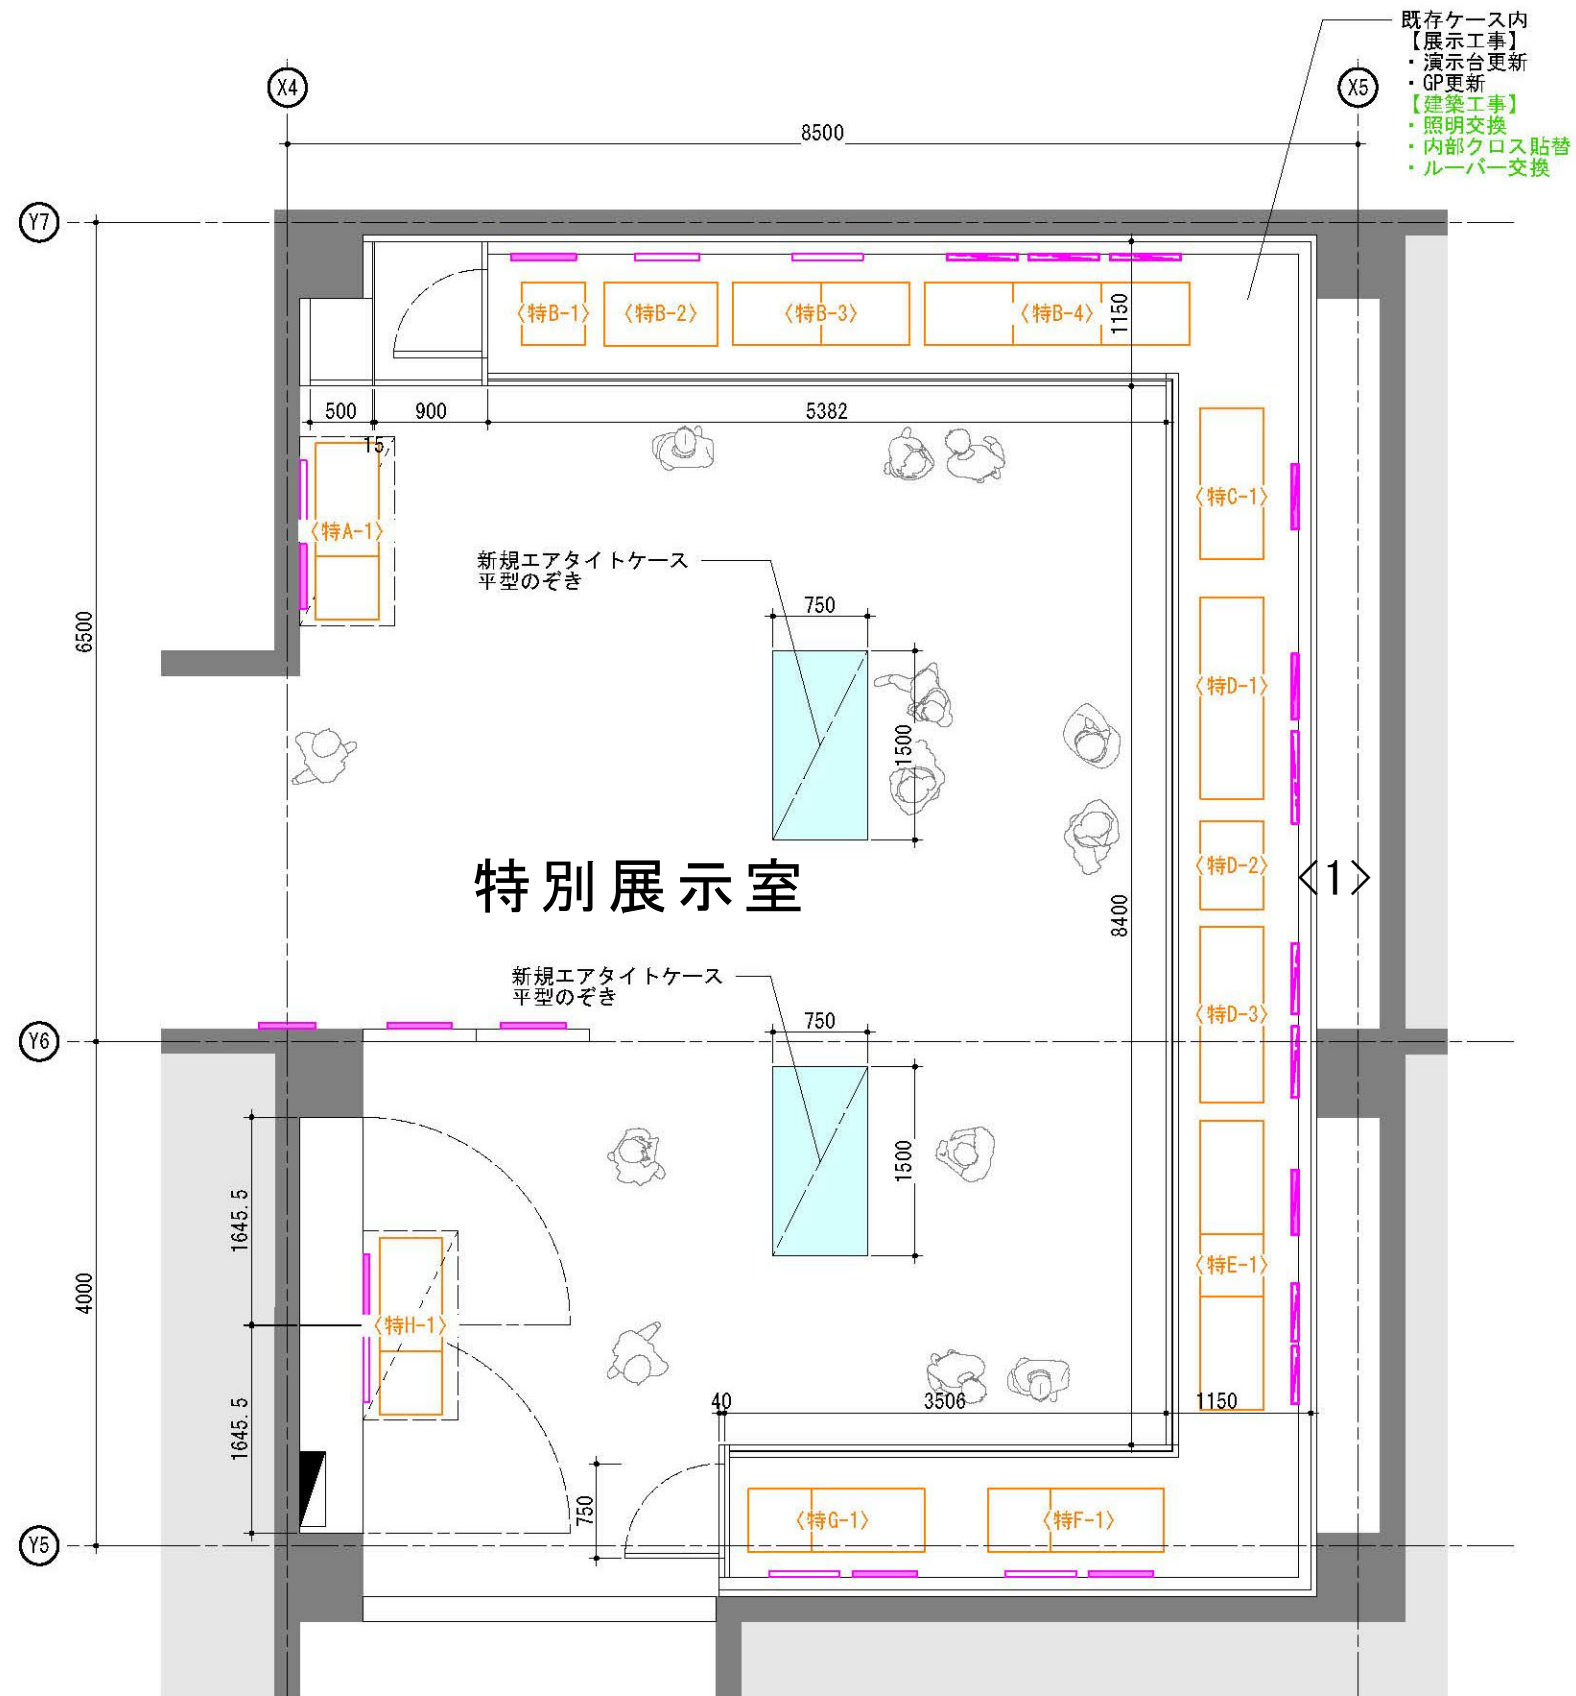 既存ケース内
【展示工事】
・演示台更新
・GP更新
【建築工事】
・照明交換
・内部クロス貼替
・ルーバー交換
X4
X5
8500
Y7
〈特B-1〉
〈特B-2〉
〈特B-3〉
〈特B-4〉
1150
500
900
5382
15
〈特A-1〉
〈特C-1〉
新規エアタイトケース
平型のぞき
750
6500
〈特D-1〉
1500
特別展示室
〈特D-2〉
〈1〉
8400
新規エアタイトケース
平型のぞき
750
〈特D-3〉
Y6
1500
1645.5
4000
〈特E-1〉
〈特H-1〉
1645.5
40
3506
1150
750
〈特G-1〉
〈特F-1〉
Y5